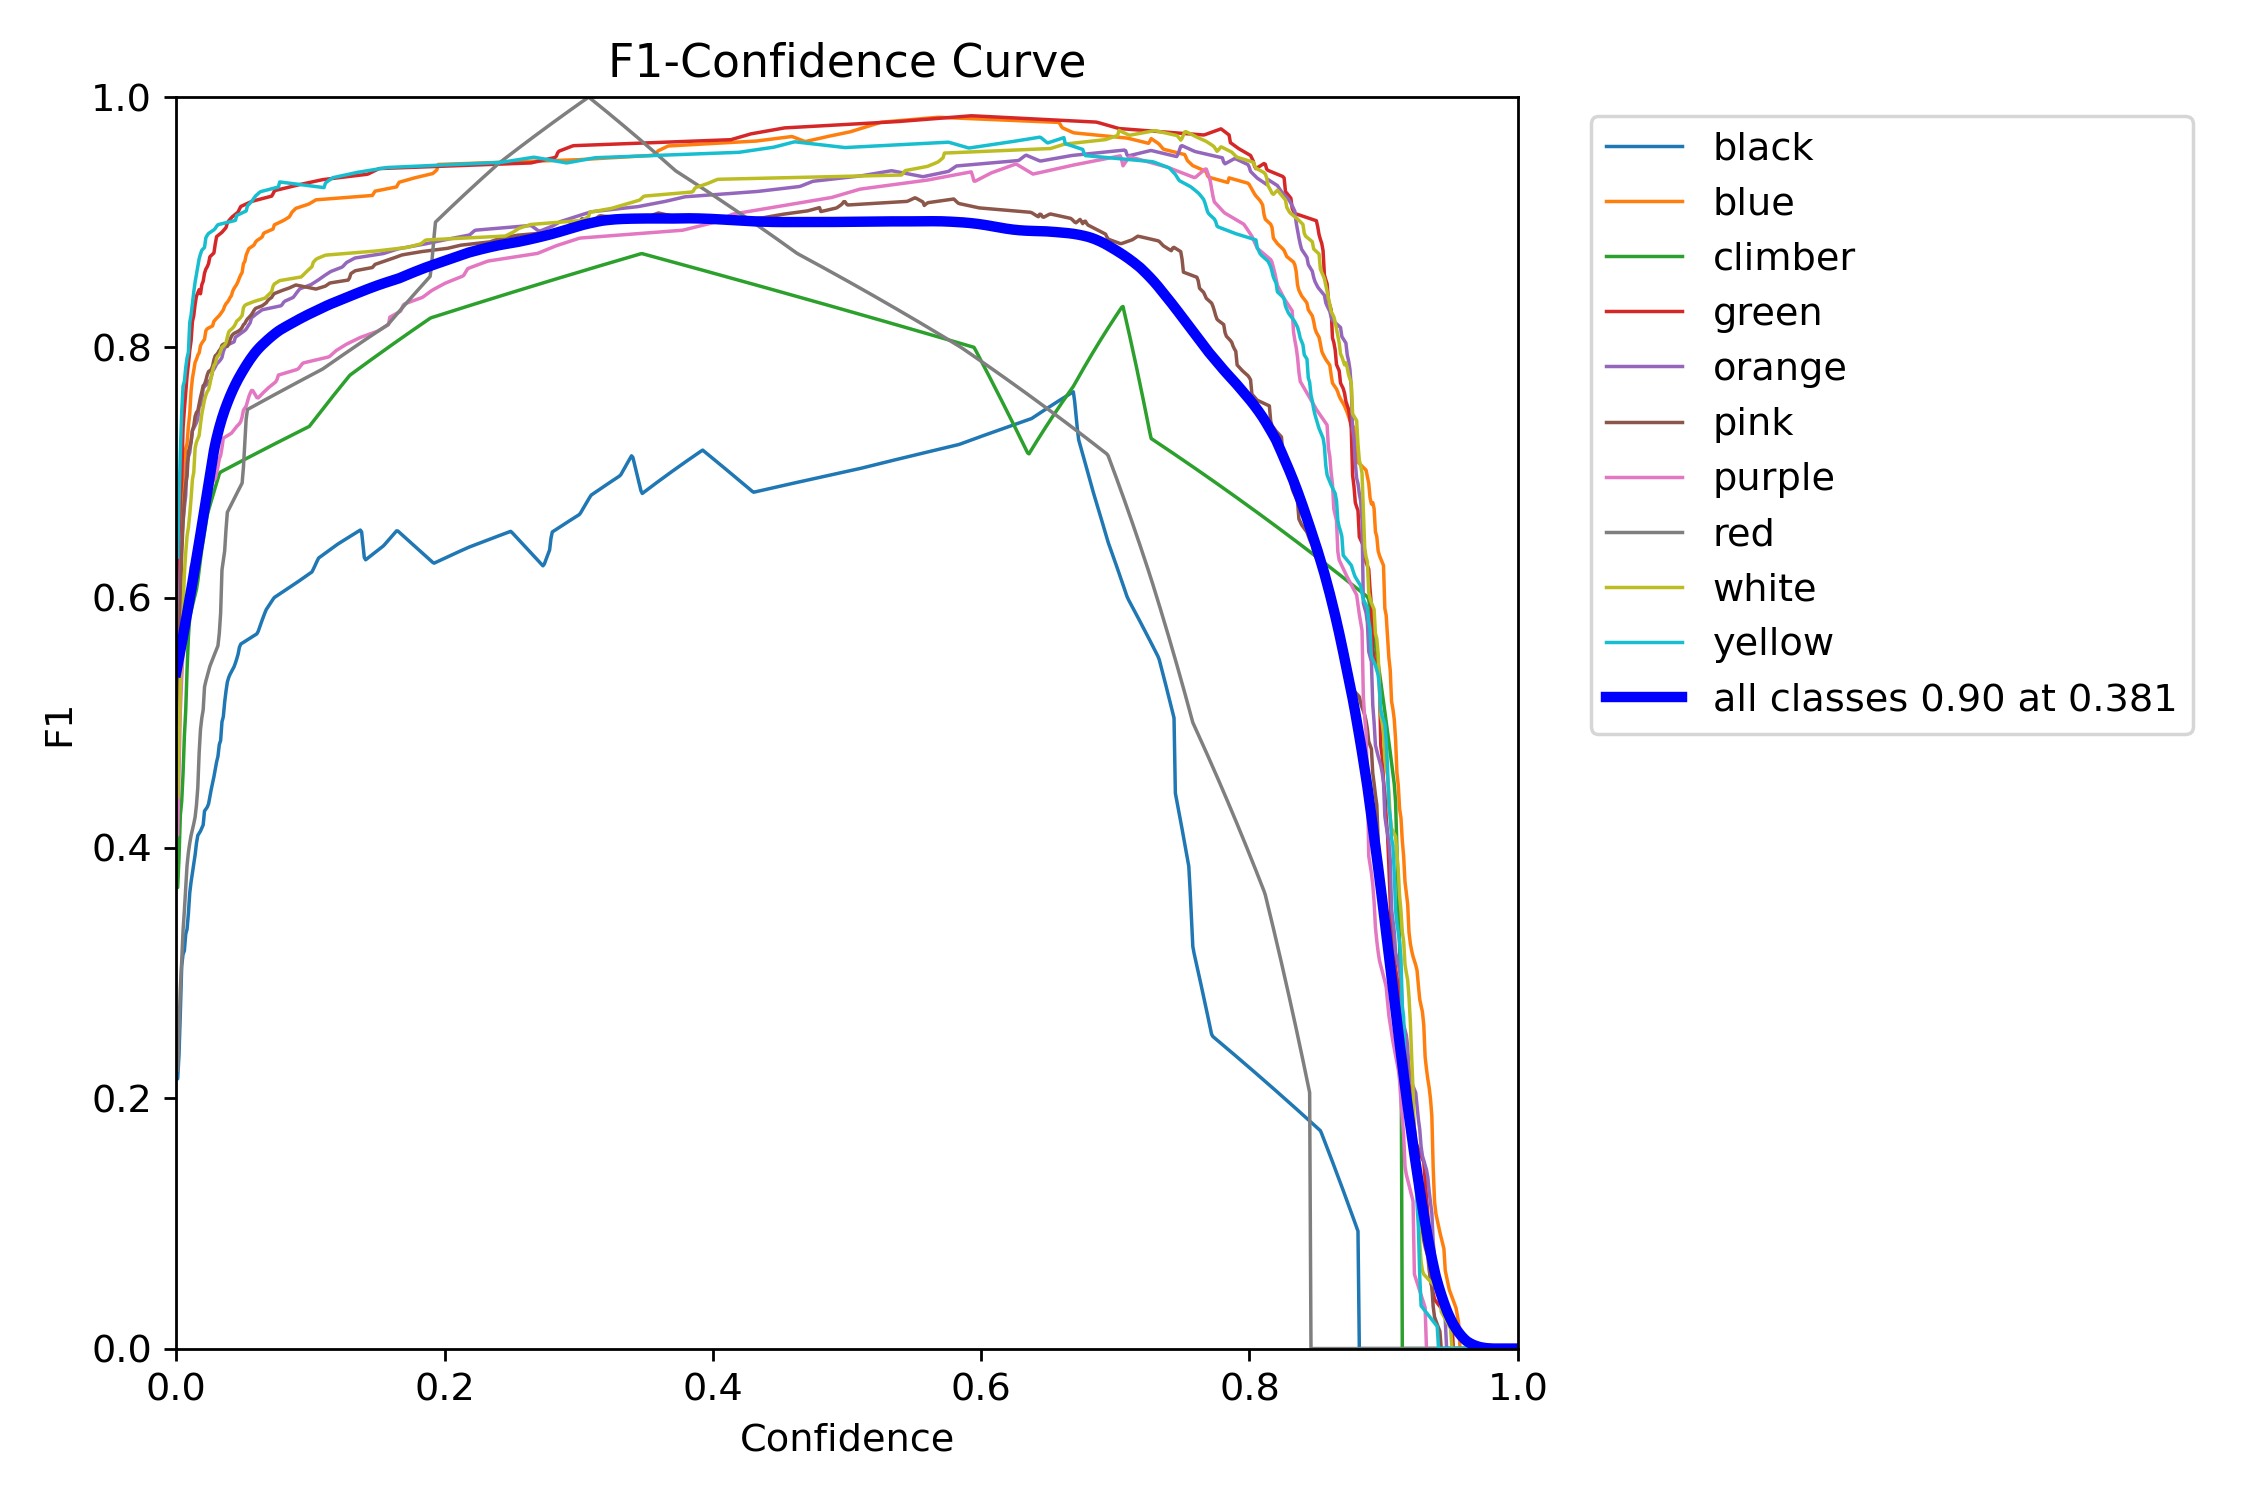 F1-Confidence Curve
1.0
0.8
0.6
0.4
0.2
0.0
F1
0.0 0.2 0.4 0.6 0.8 1.0
Confidence
black
blue
climber
green
orange
pink
purple
red
white
yellow
all classes 0.90 at 0.381